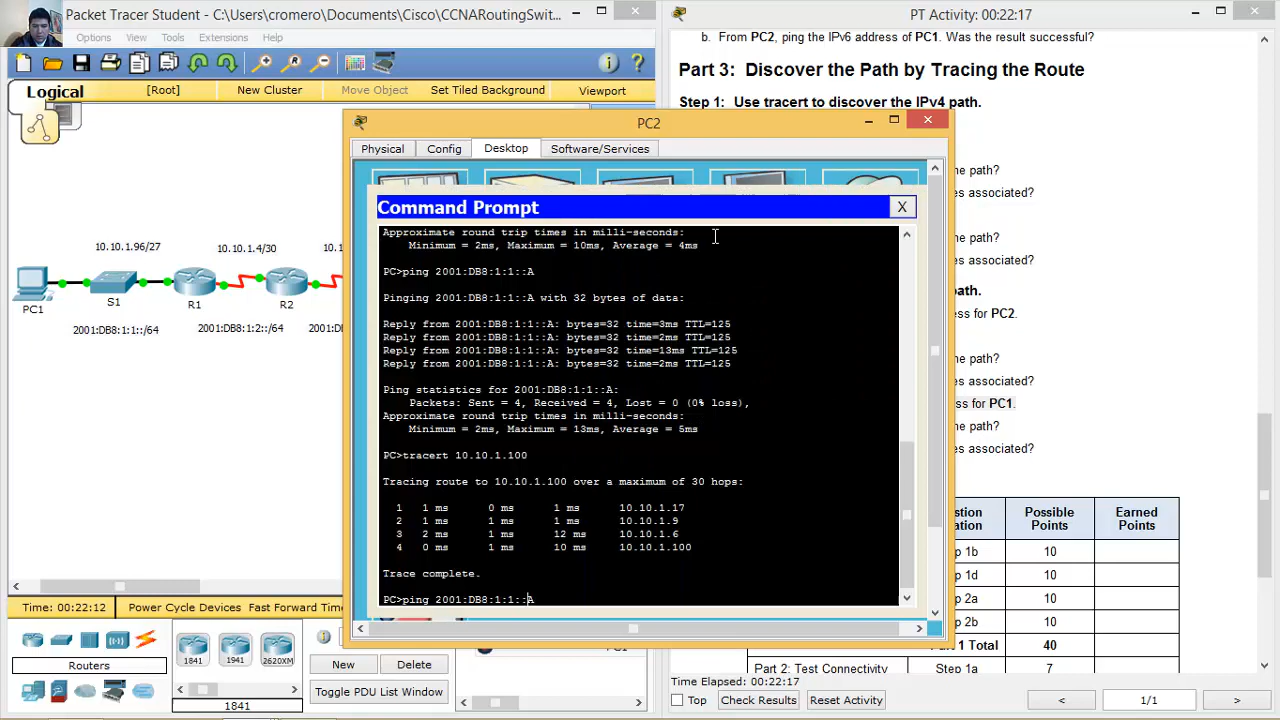 Packet Tracer Student - C:\Users\cromero\Documents\Cisco\CCNARoutingSwit...
Options View Tools Extensions Help
Logical [Root] New Cluster Move Object Set Tiled Background Viewport
10.10.1.96/27
10.10.1.4/30
PC1
S1
R1
R2
2001:DB8:1:1::/64
2001:DB8:1:2::/64
2001:D
Time: 00:22:12 Power Cycle Devices Fast Forward Time
Routers
1841 1941 2620XM
1841
New Delete
Toggle PDU List Window
PC2
Physical Config Desktop Software/Services
Command Prompt X
Approximate round trip times in milli-seconds:
Minimum = 2ms, Maximum = 10ms, Average = 4ms
PC>ping 2001:DB8:1:1::A
Pinging 2001:DB8:1:1::A with 32 bytes of data:
Reply from 2001:DB8:1:1::A: bytes=32 time=3ms TTL=125
Reply from 2001:DB8:1:1::A: bytes=32 time=2ms TTL=125
Reply from 2001:DB8:1:1::A: bytes=32 time=13ms TTL=125
Reply from 2001:DB8:1:1::A: bytes=32 time=2ms TTL=125
Ping statistics for 2001:DB8:1:1::A:
Packets: Sent = 4, Received = 4, Lost = 0 (0% loss),
Approximate round trip times in milli-seconds:
Minimum = 2ms, Maximum = 13ms, Average = 5ms
PC>tracert 10.10.1.100
Tracing route to 10.10.1.100 over a maximum of 30 hops:
1 1 ms 0 ms 1 ms 10.10.1.17
2 1 ms 1 ms 1 ms 10.10.1.9
3 2 ms 1 ms 12 ms 10.10.1.6
4 0 ms 1 ms 10 ms 10.10.1.100
Trace complete.
PC>ping 2001:DB8:1:1::A
PT Activity: 00:22:17
b. From PC2, ping the IPv6 address of PC1. Was the result successful?
Part 3: Discover the Path by Tracing the Route
Step 1: Use tracert to discover the IPv4 path.
he path?
es associated?
he path?
es associated?
path.
ess for PC2.
he path?
es associated?
ess for PC1.
he path?
es associated?
stion Possible Earned
ation Points Points
p 1b 10
p 1d 10
p 2a 10
p 2b 10
Part 1 Total 40
Part 2: Test Connectivity Step 1a 7
Time Elapsed: 00:22:17
Top Check Results Reset Activity < 1/1 >